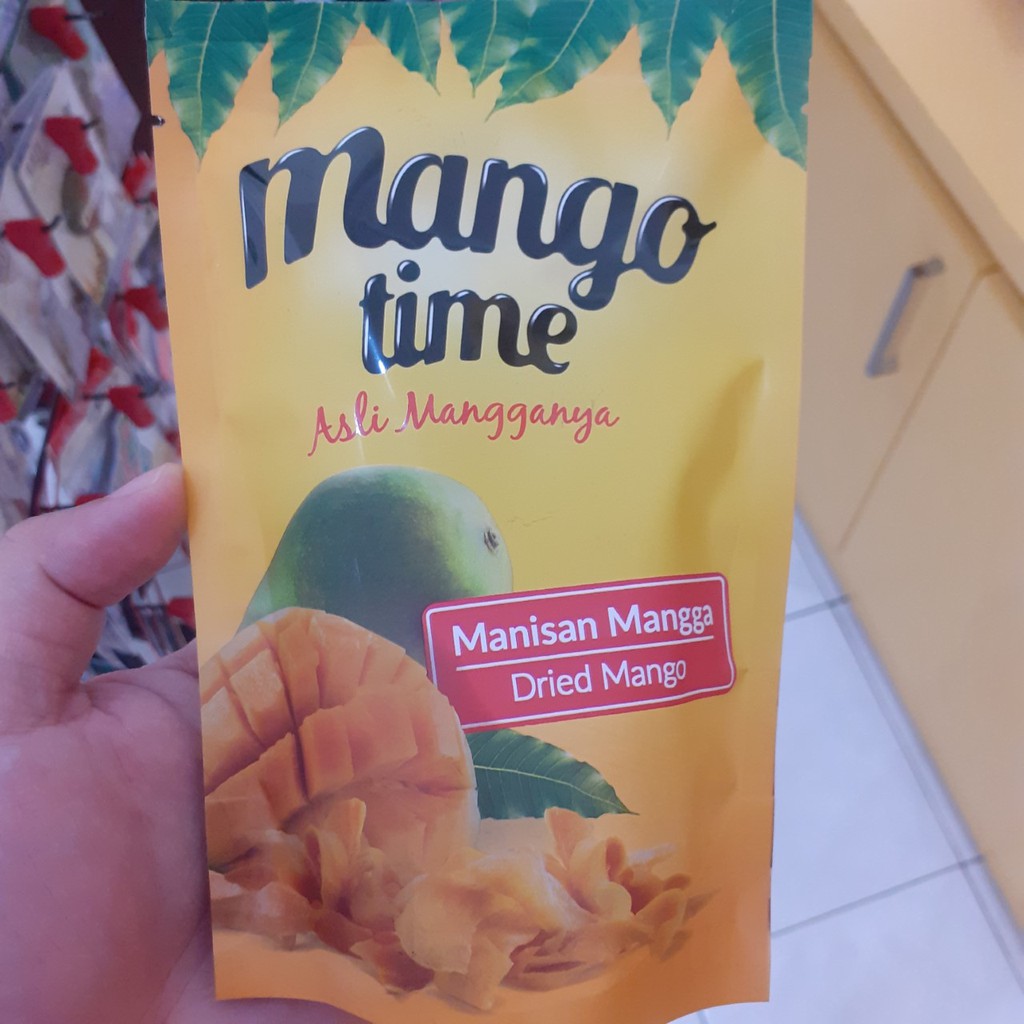 mango
time
Asli Mangganya
Manisan Mangga
Dried Mango